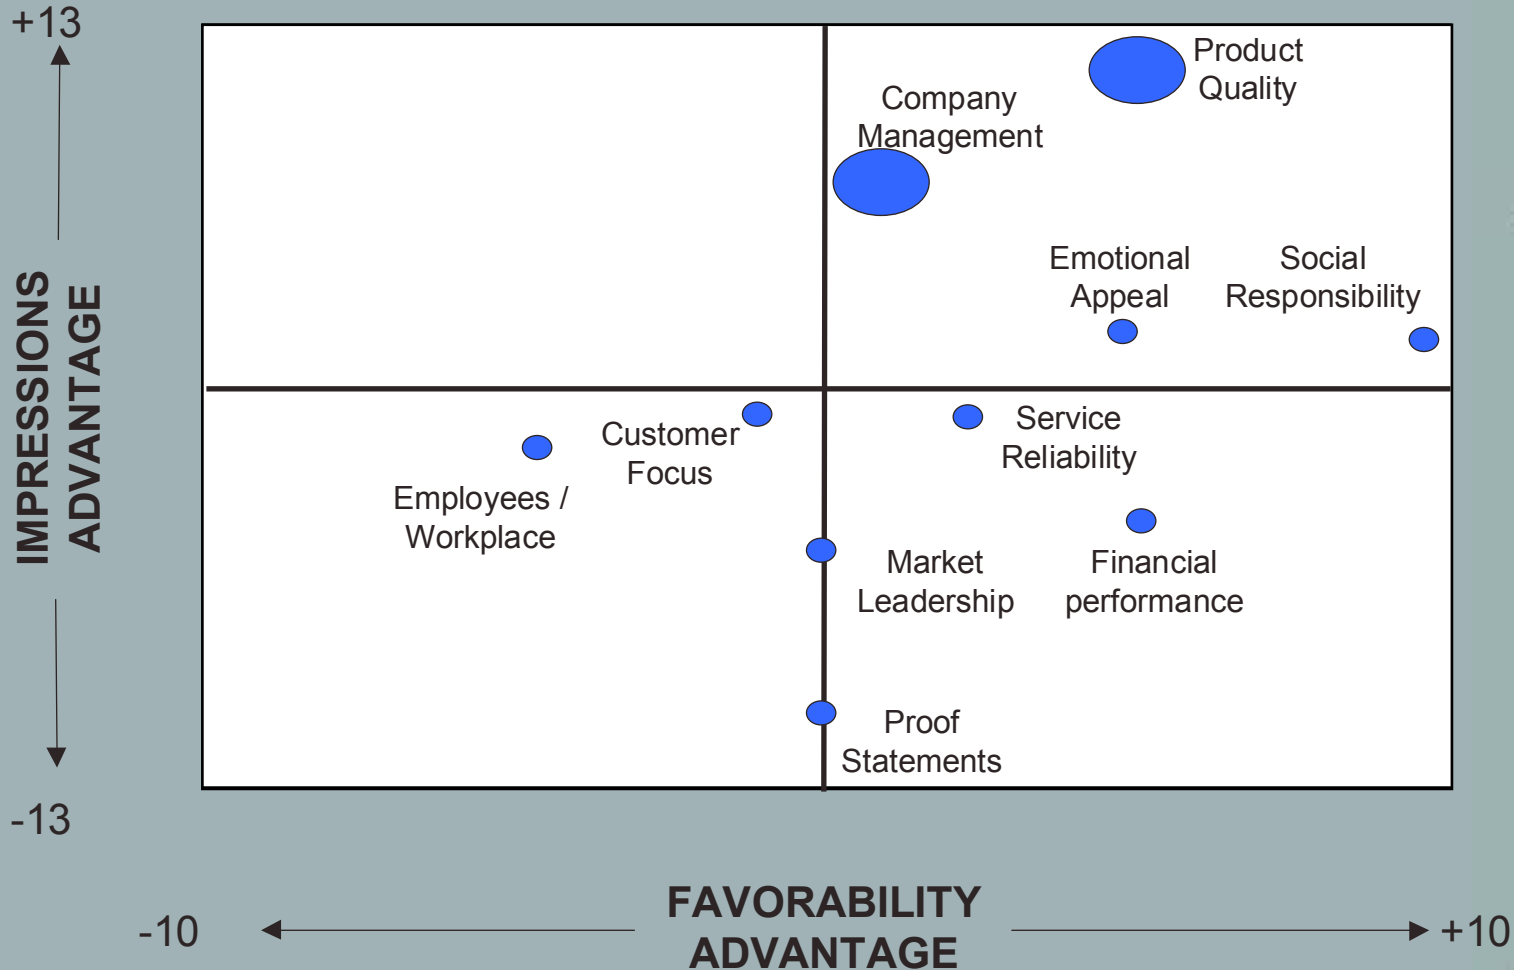 +13
Product
Quality
Company
Management
Emotional
Appeal
Social
Responsibility
IMPRESSIONS
ADVANTAGE
Customer
Focus
Service
Reliability
Employees /
Workplace
Market
Leadership
Financial
performance
Proof
Statements
-13
FAVORABILITY
ADVANTAGE
-10
+10